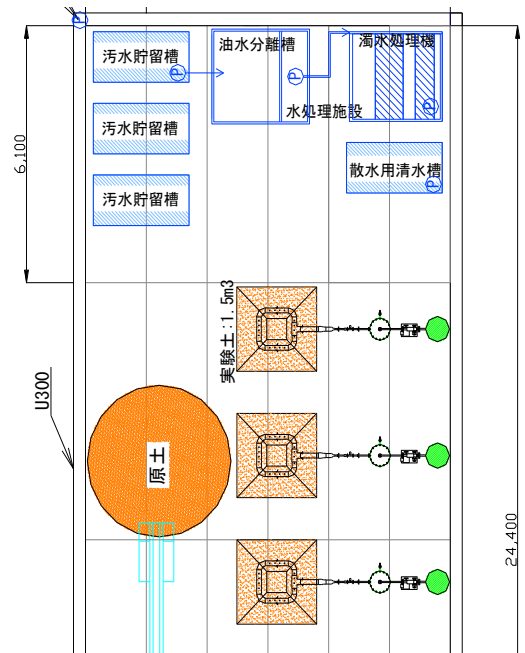 P
汚水貯留槽
P
油水分離槽
P
濁水処理機
P
水処理施設
汚水貯留槽
汚水貯留槽
散水用清水槽
P
6,100
実験土:1.5m3
U300
原土
24,400